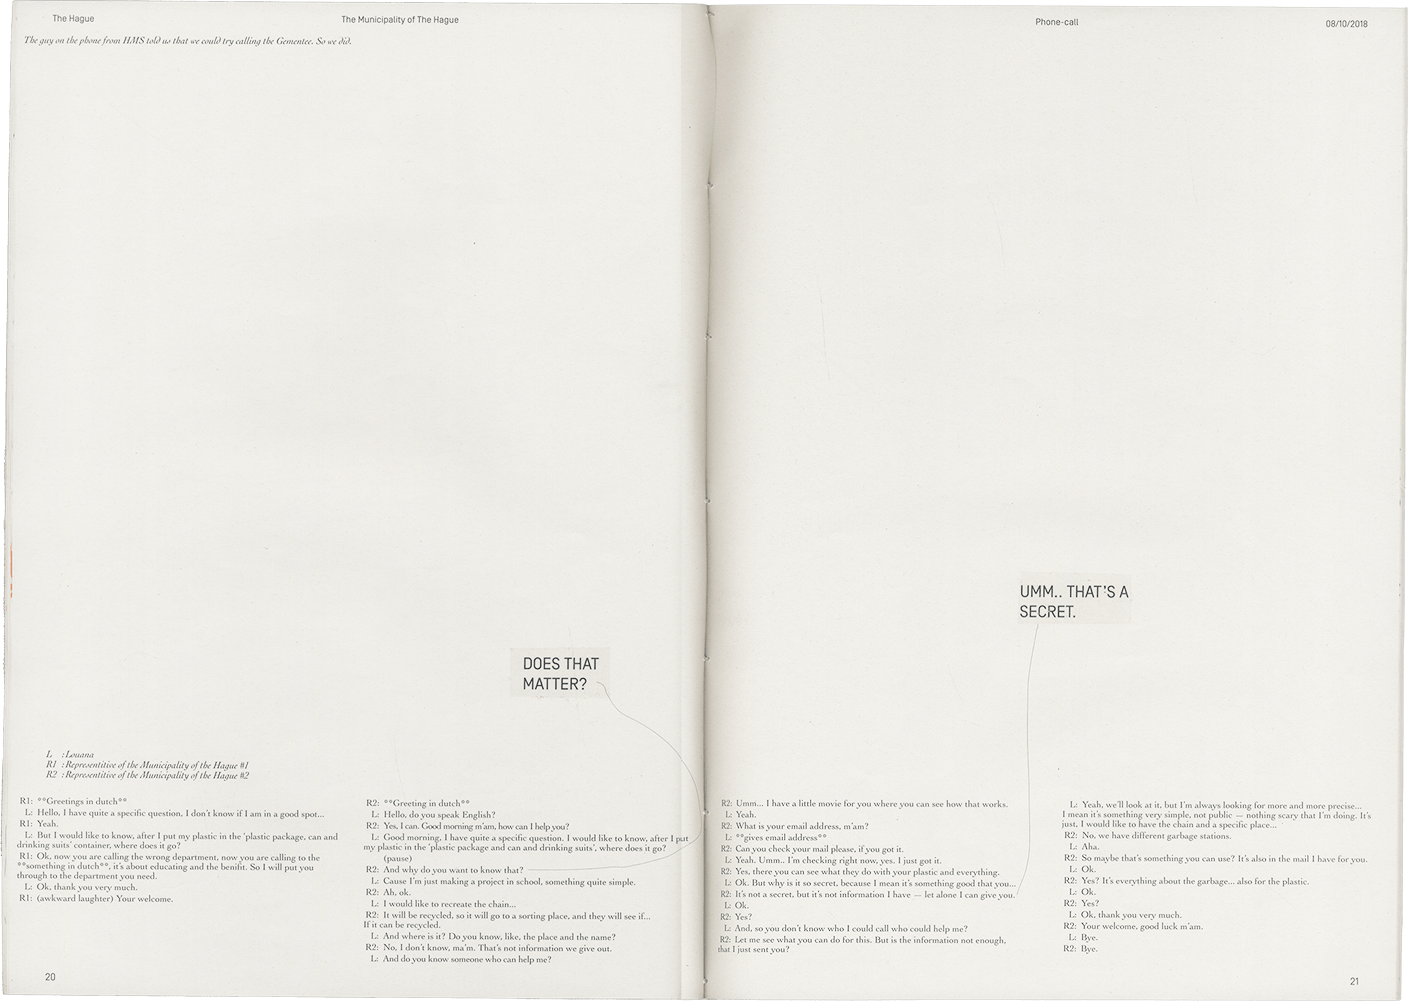 The Hague
The Municipality of The Hague
Phone-call
08/10/2018
The guy on the phone from HMS told us that we could try calling the Gementee. So we did.
DOES THAT
MATTER?
UMM.. THAT'S A
SECRET.
L : Louana
R1 : Representitive of the Municipality of the Hague #1
R2 : Representitive of the Municipality of the Hague #2
R1: **Greetings in dutch**
L: Hello, I have quite a specific question, I don't know if I am in a good spot...
R1: Yeah.
L: But I would like to know, after I put my plastic in the 'plastic package, can and
drinking suits' container, where does it go?
R1: Ok, now you are calling the wrong department, now you are calling to the
**something in dutch**, it's about educating and the benifit. So I will put you
through to the department you need.
L: Ok, thank you very much.
R1: (awkward laughter) Your welcome.
R2: **Greeting in dutch**
L: Hello, do you speak English?
R2: Yes, I can. Good morning m'am, how can I help you?
L: Good morning, I have quite a specific question. I would like to know, after I put
my plastic in the 'plastic package and can and drinking suits', where does it go?
(pause)
R2: And why do you want to know that?
L: Cause I'm just making a project in school, something quite simple.
R2: Ah, ok.
L: I would like to recreate the chain...
R2: It will be recycled, so it will go to a sorting place, and they will see if...
If it can be recycled.
L: And where is it? Do you know, like, the place and the name?
R2: No, I don't know, ma'm. That's not information we give out.
L: And do you know someone who can help me?
R2: Umm... I have a little movie for you where you can see how that works.
L: Yeah.
R2: What is your email address, m'am?
L: **gives email address**
R2: Can you check your mail please, if you got it.
L: Yeah. Umm.. I'm checking right now, yes. I just got it.
R2: Yes, there you can see what they do with your plastic and everything.
L: Ok. But why is it so secret, because I mean it's something good that you...
R2: It's not a secret, but it's not information I have — let alone I can give you.
L: Ok.
R2: Yes?
L: And, so you don't know who I could call who could help me?
R2: Let me see what you can do for this. But is the information not enough,
that I just sent you?
L: Yeah, we'll look at it, but I'm always looking for more and more precise...
I mean it's something very simple, not public — nothing scary that I'm doing. It's
just, I would like to have the chain and a specific place...
R2: No, we have different garbage stations.
L: Aha.
R2: So maybe that's something you can use? It's also in the mail I have for you.
L: Ok.
R2: Yes? It's everything about the garbage... also for the plastic.
L: Ok.
R2: Yes?
L: Ok, thank you very much.
R2: Your welcome, good luck m'am.
L: Bye.
R2: Bye.
20
21